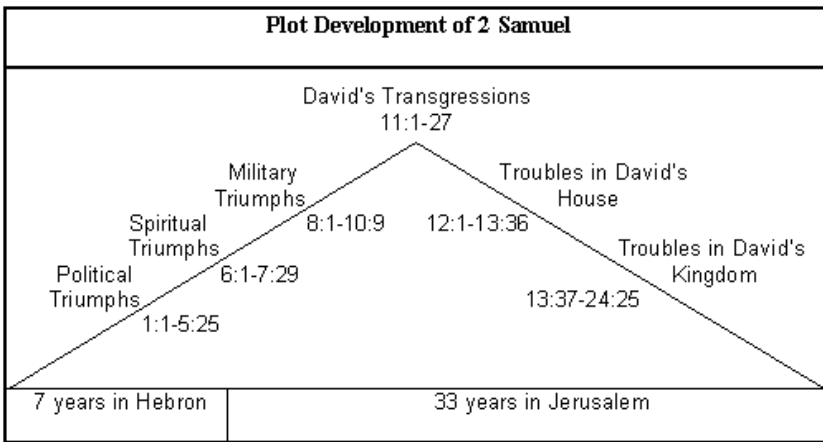 Plot Development of 2 Samuel
David's Transgressions
11:1-27
Military
Triumphs
8:1-10:9
Spiritual
Triumphs
6:1-7:29
Political
Triumphs
1:1-5:25
Troubles in David's
House
12:1-13:36
Troubles in David's
Kingdom
13:37-24:25
7 years in Hebron
33 years in Jerusalem